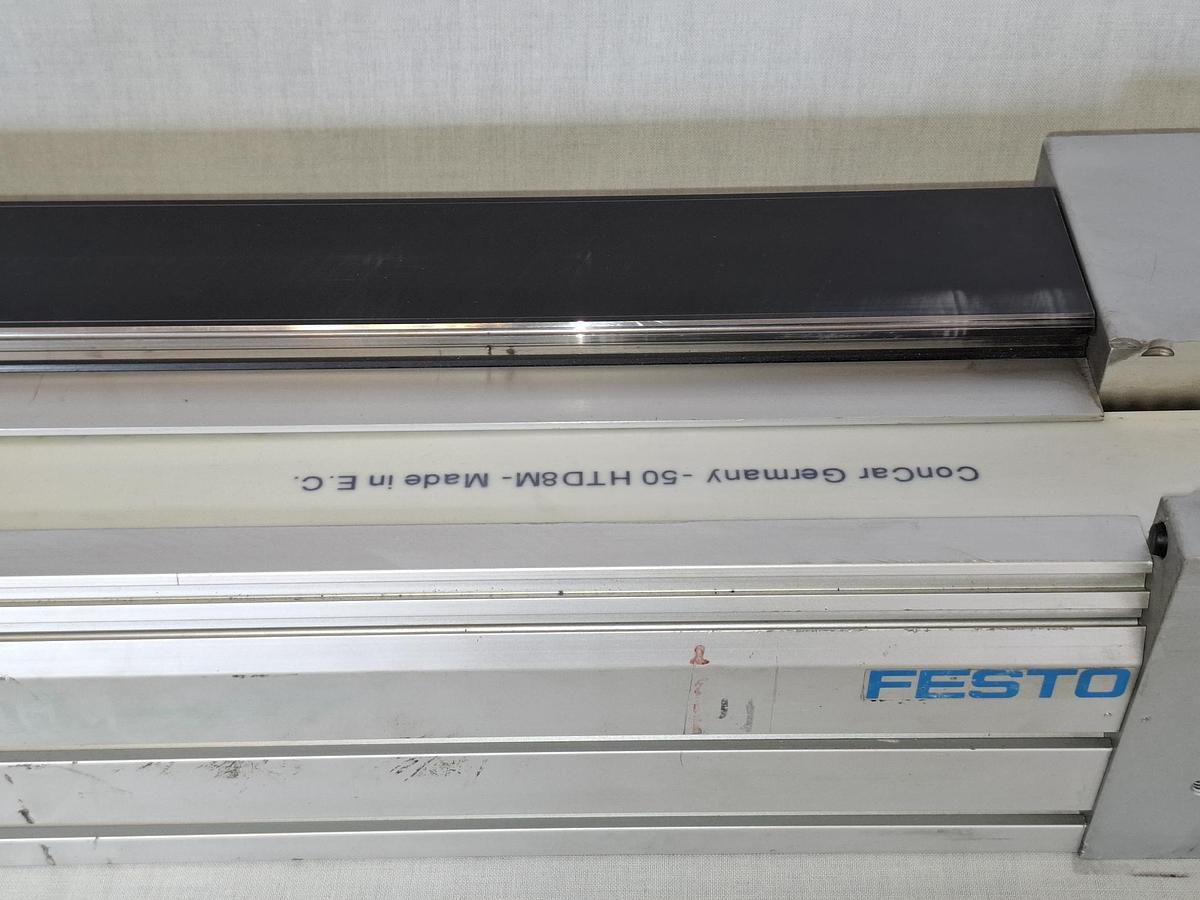 ConCar Germany - 50 HTD8M - Made in E.C.
FESTO